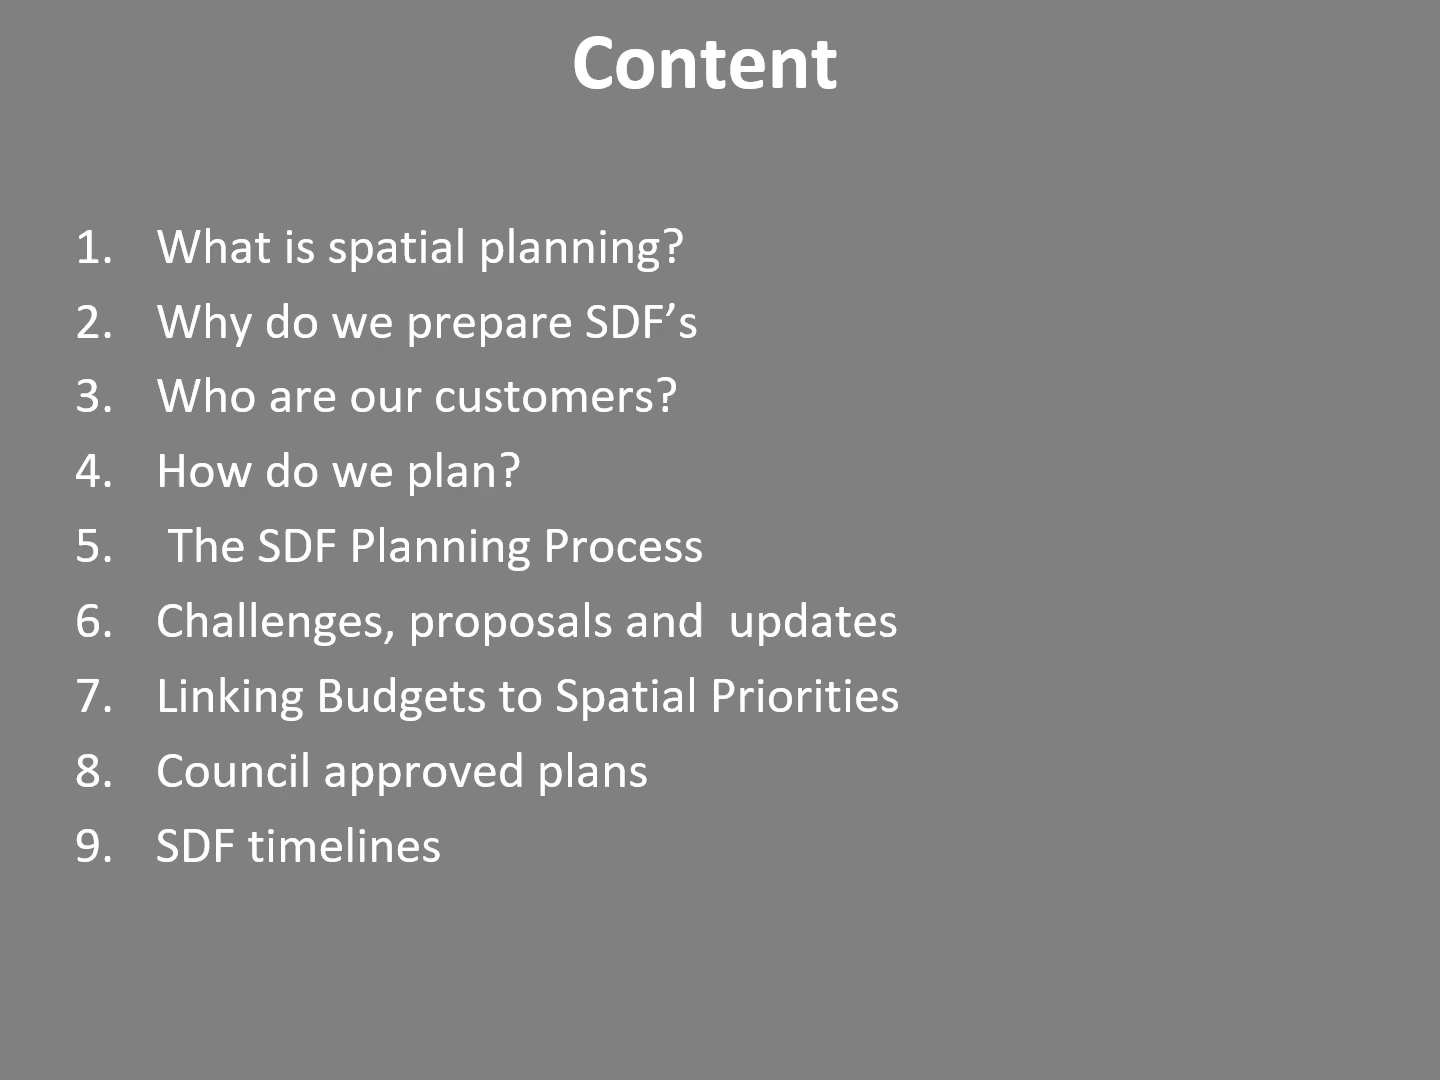 Content
1. What is spatial planning?
2. Why do we prepare SDF’s
3. Who are our customers?
4. How do we plan?
5. The SDF Planning Process
6. Challenges, proposals and  updates
7. Linking Budgets to Spatial Priorities
8. Council approved plans
9. SDF timelines